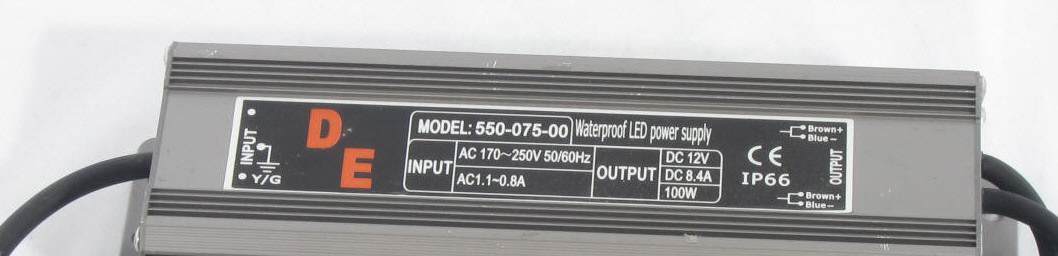 INPUT
Y/G
D
E
MODEL: 550-075-00 Waterproof LED power supply
INPUT
AC 170~250V 50/60Hz
AC1.1~0.8A
OUTPUT
DC 12V
DC 8.4A
100W
CE
IP66
Brown+
Blue-
OUTPUT
Brown+
Blue-